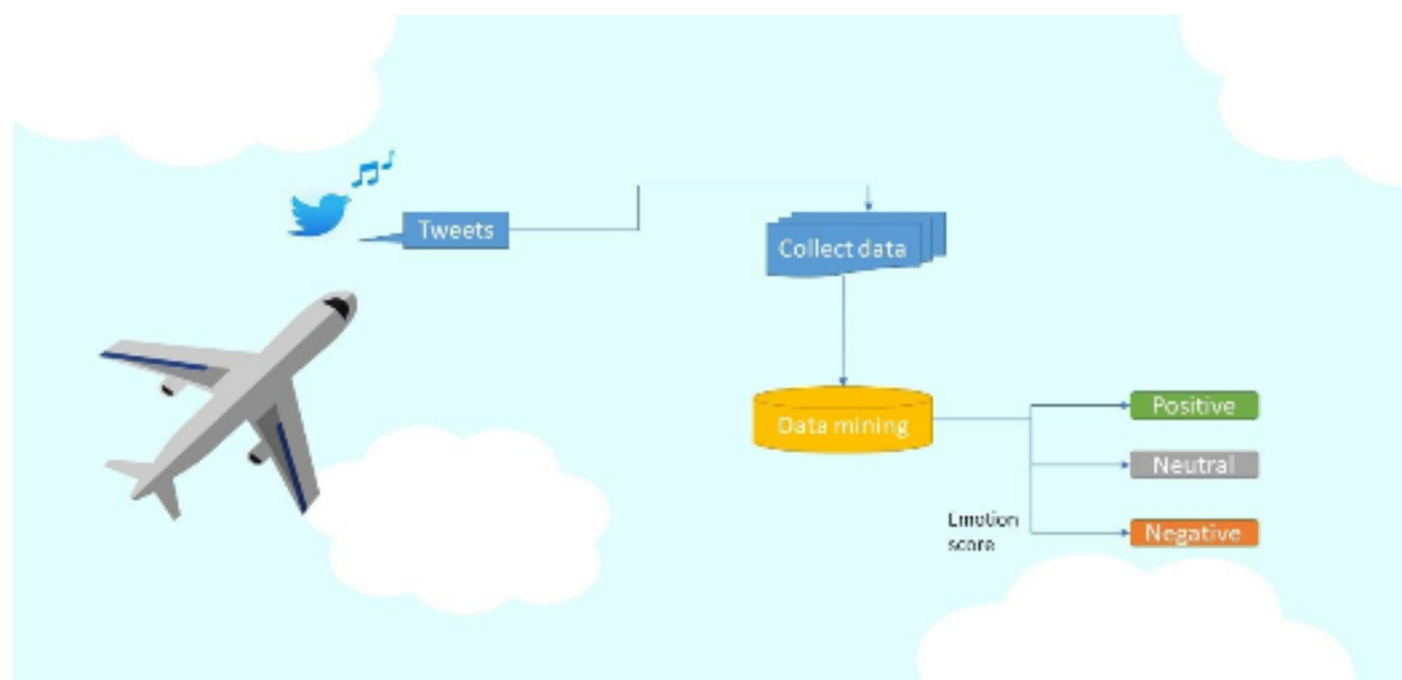 Tweets
Collect data
Data mining
Positive
Neutral
Emotion
score
Negative